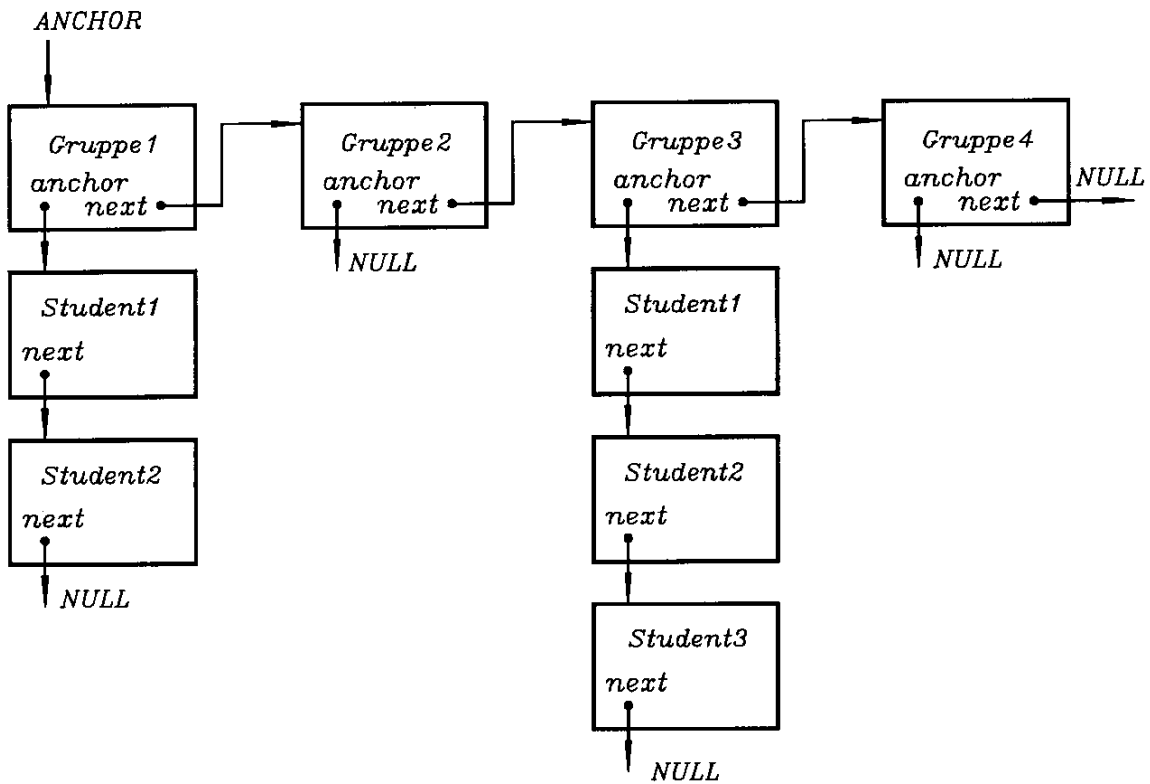 ANCHOR
Gruppe1
anchor
next
Gruppe2
anchor
next
NULL
Gruppe3
anchor
next
Gruppe4
anchor
next
NULL
NULL
Student1
next
Student2
next
NULL
Student1
next
Student2
next
Student3
next
NULL